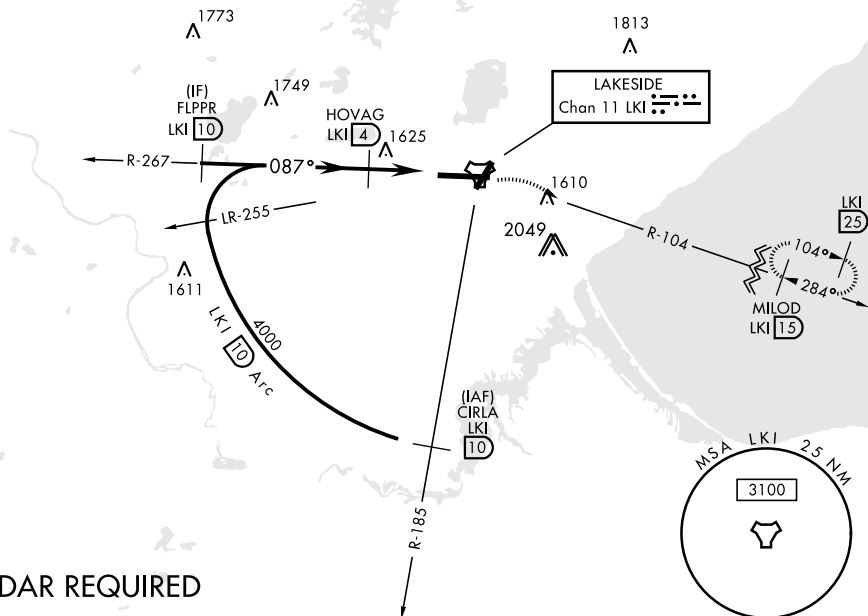 1773
1813
1749
LAKESIDE
Chan 11 LKI
(IF)
FLPPR
LKI 10
HOVAG
LKI 4
1625
R-267
087°
1610
LR-255
2049
R-104
LKI
25
104°
284°
MILOD
LKI 15
1611
4000
LKI 10 Arc
(IAF)
CIRLA
LKI
10
R-185
MSA LKI 25 NM
3100
DAR REQUIRED